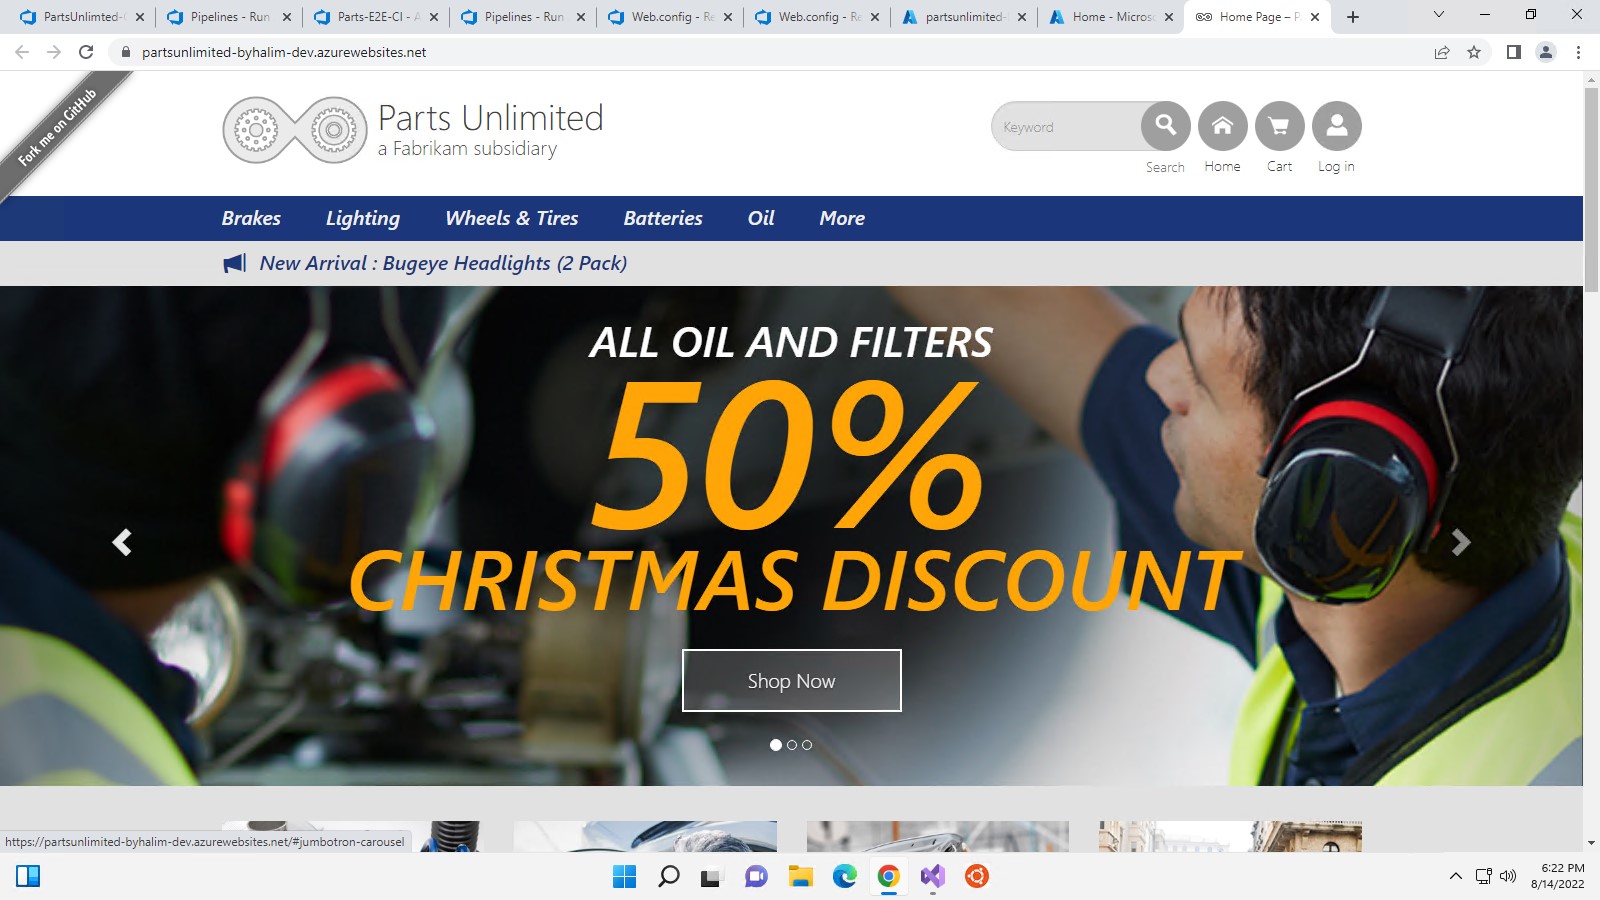 PartsUnlimted-
Pipelines - Run
Parts-E2E-CI - A
Pipelines - Run
Web.config - Re
Web.config - Re
partsunlimited-
Home - Microso
Home Page – P
partsunlimited-byhalim-dev.azurewebsites.net
Fork me on GitHub
Parts Unlimited
a Fabrikam subsidiary
Keyword
Search
Home
Cart
Log in
Brakes
Lighting
Wheels & Tires
Batteries
Oil
More
New Arrival : Bugeye Headlights (2 Pack)
ALL OIL AND FILTERS
50%
CHRISTMAS DISCOUNT
Shop Now
https://partsunlimited-byhalim-dev.azurewebsites.net/#jumbotron-carousel
6:22 PM
8/14/2022